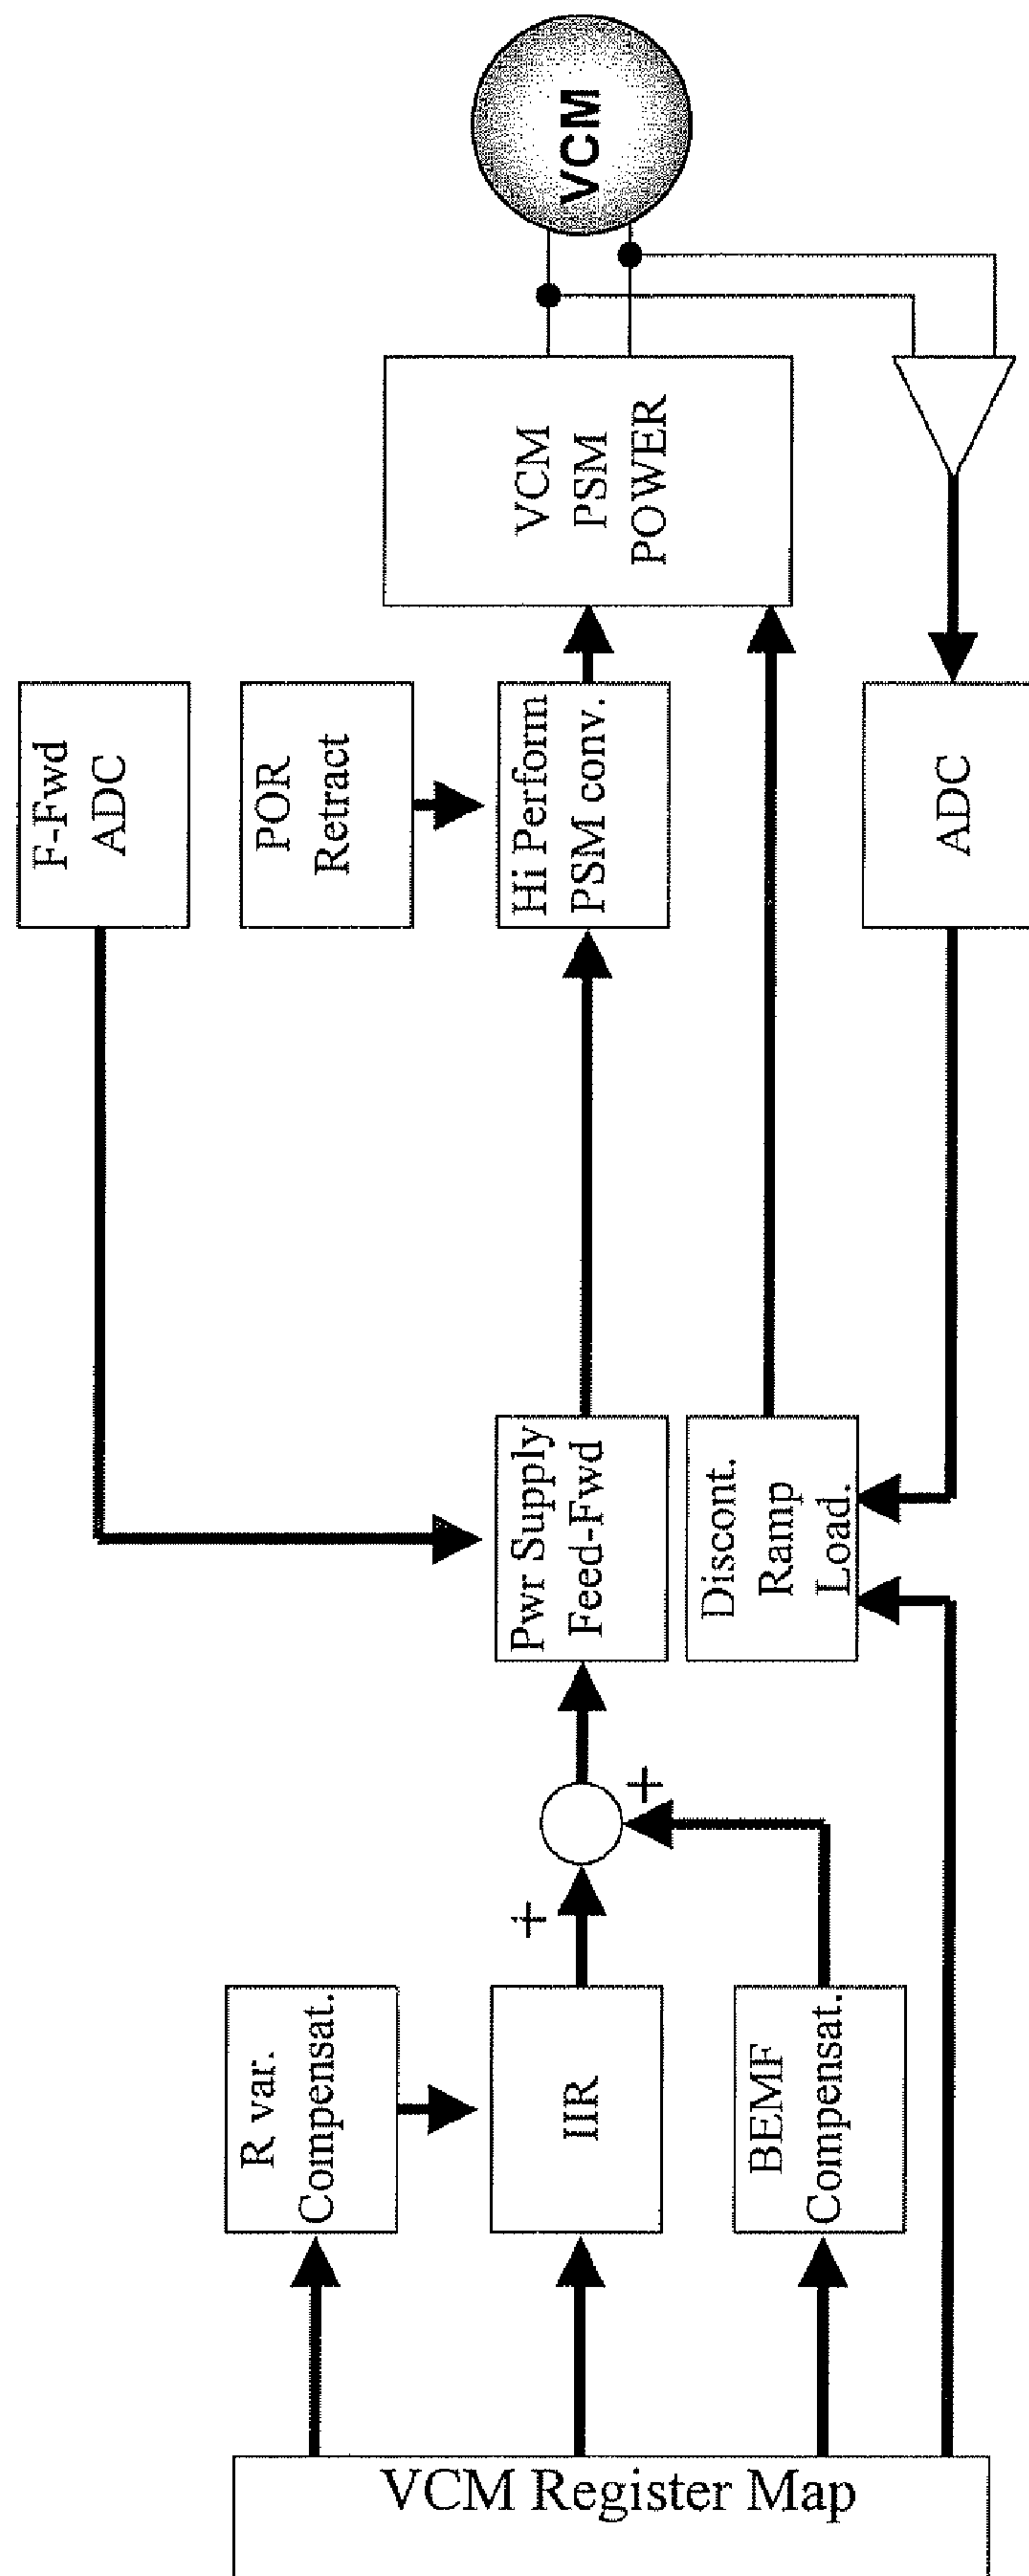 VCM
VCM
PSM
POWER
F-Fwd
ADC
POR
Retract
Hi Perform
PSM conv.
ADC
Pwr Supply
Feed-Fwd
Discont.
Ramp
Load.
+
+
R var.
Compensat.
IIR
BEMF
Compensat.
VCM Register Map